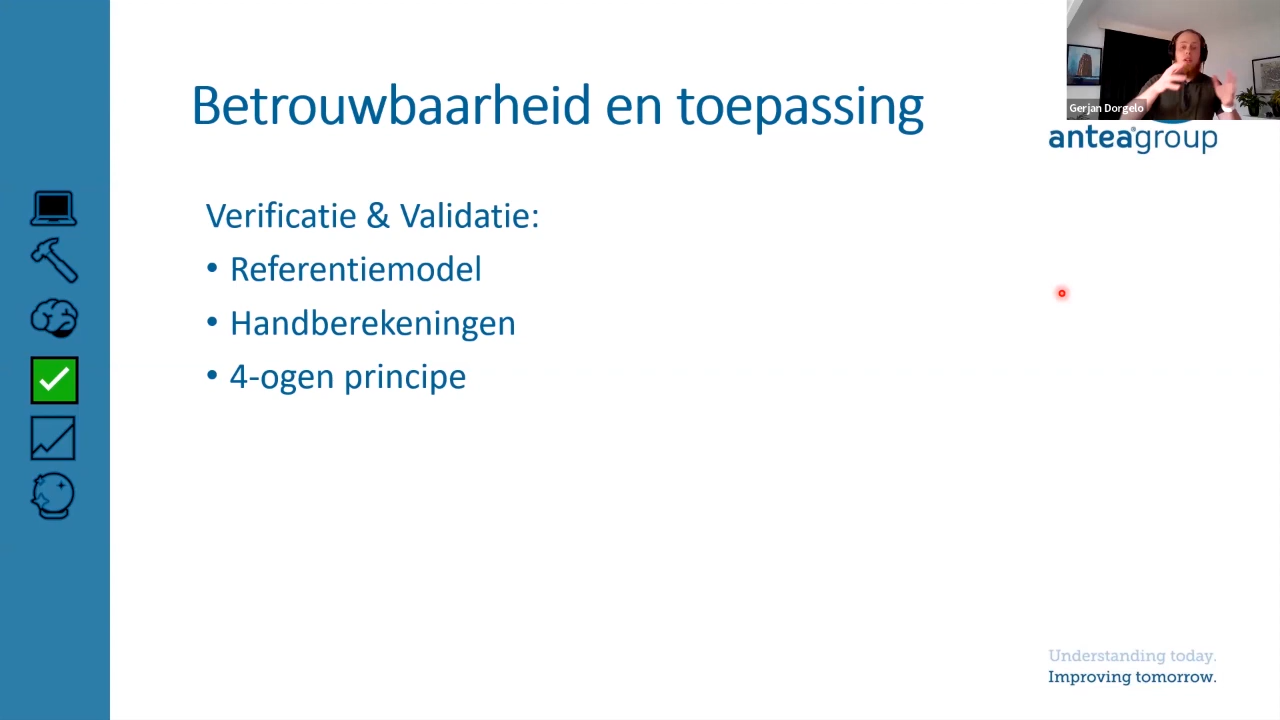 Betrouwbaarheid en toepassing
Gerjan Dorgelo
anteagroup
Verificatie & Validatie:
• Referentiemodel
• Handberekeningen
• 4-ogen principe
Understanding today.
Improving tomorrow.